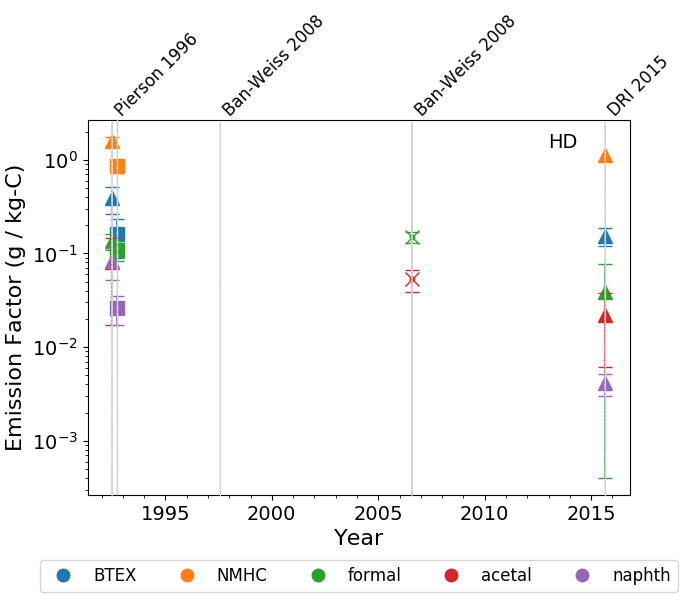 Pierson 1996
Ban-Weiss 2008
Ban-Weiss 2008
DRI 2015
HD
Emission Factor (g / kg-C)
10⁰
10⁻¹
10⁻²
10⁻³
1995 2000 2005 2010 2015
Year
BTEX NMHC formal acetal naphth